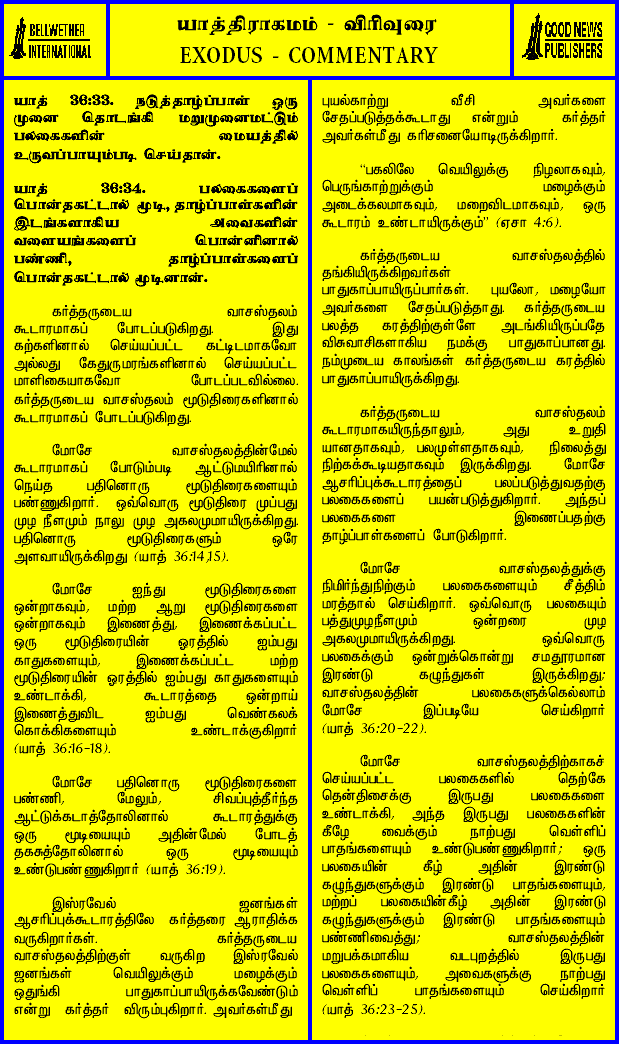 BELLWETHER
INTERNATIONAL
யாத்திராகமம் - விரிவுரை
EXODUS - COMMENTARY
GOOD NEWS
PUBLISHERS
யாத் 36:33. நடுத்தாழ்ப்பாள் ஒரு
முனை தொடங்கி மறுமுனைமட்டும்
பலகைகளின் மையத்தில்
உருவப்பாயும்படி செய்தான்.
யாத் 36:34. பலகைகளைப்
பொன்தகட்டால் மூடி, தாழ்ப்பாள்களின்
இடங்களாகிய அவைகளின்
வளையங்களைப் பொன்னினால்
பண்ணி, தாழ்ப்பாள்களைப்
பொன்தகட்டால் மூடினான்.
கர்த்தருடைய வாசஸ்தலம்
கூடாரமாகப் போடப்படுகிறது. இது
கற்களினால் செய்யப்பட்ட கட்டிடமாகவோ
அல்லது கேதுருமரங்களினால் செய்யப்பட்ட
மாளிகையாகவோ போடப்படவில்லை.
கர்த்தருடைய வாசஸ்தலம் மூடுதிரைகளினால்
கூடாரமாகப் போடப்படுகிறது.
மோசே வாசஸ்தலத்தின்மேல்
கூடாரமாகப் போடும்படி ஆட்டுமயிரினால்
நெய்த பதினொரு மூடுதிரைகளையும்
பண்ணுகிறார். ஒவ்வொரு மூடுதிரை முப்பது
முழ நீளமும் நாலு முழ அகலமுமாயிருக்கிறது.
பதினொரு மூடுதிரைகளும் ஒரே
அளவாயிருக்கிறது (யாத் 36:14,15).
மோசே ஐந்து மூடுதிரைகளை
ஒன்றாகவும், மற்ற ஆறு மூடுதிரைகளை
ஒன்றாகவும் இணைத்து, இணைக்கப்பட்ட
ஒரு மூடுதிரையின் ஓரத்தில் ஐம்பது
காதுகளையும், இணைக்கப்பட்ட மற்ற
மூடுதிரையின் ஓரத்தில் ஐம்பது காதுகளையும்
உண்டாக்கி, கூடாரத்தை ஒன்றாய்
இணைத்துவிட ஐம்பது வெண்கலக்
கொக்கிகளையும் உண்டாக்குகிறார்
(யாத் 36:16-18).
மோசே பதினொரு மூடுதிரைகளை
பண்ணி, மேலும், சிவப்புத்தீர்ந்த
ஆட்டுக்கடாத்தோலினால் கூடாரத்துக்கு
ஒரு மூடியையும் அதின்மேல் போடத்
தகசுத்தோலினால் ஒரு மூடியையும்
உண்டுபண்ணுகிறார் (யாத் 36:19).
இஸ்ரவேல் ஜனங்கள்
ஆசரிப்புக்கூடாரத்திலே கர்த்தரை ஆராதிக்க
வருகிறார்கள். கர்த்தருடைய
வாசஸ்தலத்திற்குள் வருகிற இஸ்ரவேல்
ஜனங்கள் வெயிலுக்கும் மழைக்கும்
ஒதுங்கி பாதுகாப்பாயிருக்கவேண்டும்
என்று கர்த்தர் விரும்புகிறார். அவர்கள்மீது
புயல்காற்று வீசி அவர்களை
சேதப்படுத்தக்கூடாது என்றும் கர்த்தர்
அவர்கள்மீது கரிசனையோடிருக்கிறார்.
“பகலிலே வெயிலுக்கு நிழலாகவும்,
பெருங்காற்றுக்கும் மழைக்கும்
அடைக்கலமாகவும், மறைவிடமாகவும், ஒரு
கூடாரம் உண்டாயிருக்கும்” (ஏசா 4:6).
கர்த்தருடைய வாசஸ்தலத்தில்
தங்கியிருக்கிறவர்கள்
பாதுகாப்பாயிருப்பார்கள். புயலோ, மழையோ
அவர்களை சேதப்படுத்தாது. கர்த்தருடைய
பலத்த கரத்திற்குள்ளே அடங்கியிருப்பதே
விசுவாசிகளாகிய நமக்கு பாதுகாப்பானது.
நம்முடைய காலங்கள் கர்த்தருடைய கரத்தில்
பாதுகாப்பாயிருக்கிறது.
கர்த்தருடைய வாசஸ்தலம்
கூடாரமாகயிருந்தாலும், அது உறுதி
யானதாகவும், பலமுள்ளதாகவும், நிலைத்து
நிற்கக்கூடியதாகவும் இருக்கிறது. மோசே
ஆசரிப்புக்கூடாரத்தைப் பலப்படுத்துவதற்கு
பலகைகளைப் பயன்படுத்துகிறார். அந்தப்
பலகைகளை இணைப்பதற்கு
தாழ்ப்பாள்களைப் போடுகிறார்.
மோசே வாசஸ்தலத்துக்கு
நிமிர்ந்துநிற்கும் பலகைகளையும் சீத்திம்
மரத்தால் செய்கிறார். ஒவ்வொரு பலகையும்
பத்துமுழநீளமும் ஒன்றரை முழ
அகலமுமாயிருக்கிறது. ஒவ்வொரு
பலகைக்கும் ஒன்றுக்கொன்று சமதூரமான
இரண்டு கழுந்துகள் இருக்கிறது;
வாசஸ்தலத்தின் பலகைகளுக்கெல்லாம்
மோசே இப்படியே செய்கிறார்
(யாத் 36:20-22).
மோசே வாசஸ்தலத்திற்காகச்
செய்யப்பட்ட பலகைகளில் தெற்கே
தென்திசைக்கு இருபது பலகைகளை
உண்டாக்கி, அந்த இருபது பலகைகளின்
கீழே வைக்கும் நாற்பது வெள்ளிப்
பாதங்களையும் உண்டுபண்ணுகிறார்; ஒரு
பலகையின் கீழ் அதின் இரண்டு
கழுந்துகளுக்கும் இரண்டு பாதங்களையும்,
மற்றப் பலகையின்கீழ் அதின் இரண்டு
கழுந்துகளுக்கும் இரண்டு பாதங்களையும்
பண்ணிவைத்து; வாசஸ்தலத்தின்
மறுபக்கமாகிய வடபுறத்தில் இருபது
பலகைகளையும், அவைகளுக்கு நாற்பது
வெள்ளிப் பாதங்களையும் செய்கிறார்
(யாத் 36:23-25).